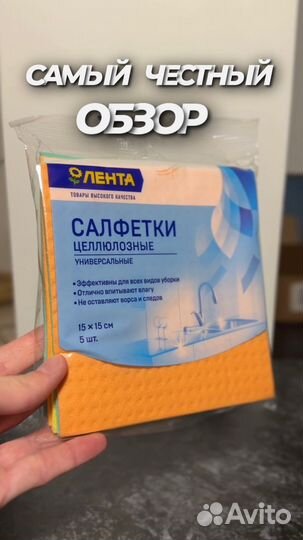 САМЫЙ ЧЕСТНЫЙ
ОБЗОР
ЛЕНТА
ТОВАРЫ ВЫСОКОГО КАЧЕСТВА
САЛФЕТКИ
ЦЕЛЛЮЛОЗНЫЕ
УНИВЕРСАЛЬНЫЕ
• Эффективны для всех видов уборки
• Отлично впитывают влагу
• Не оставляют ворса и следов
15 × 15 см
5 шт.
Avito